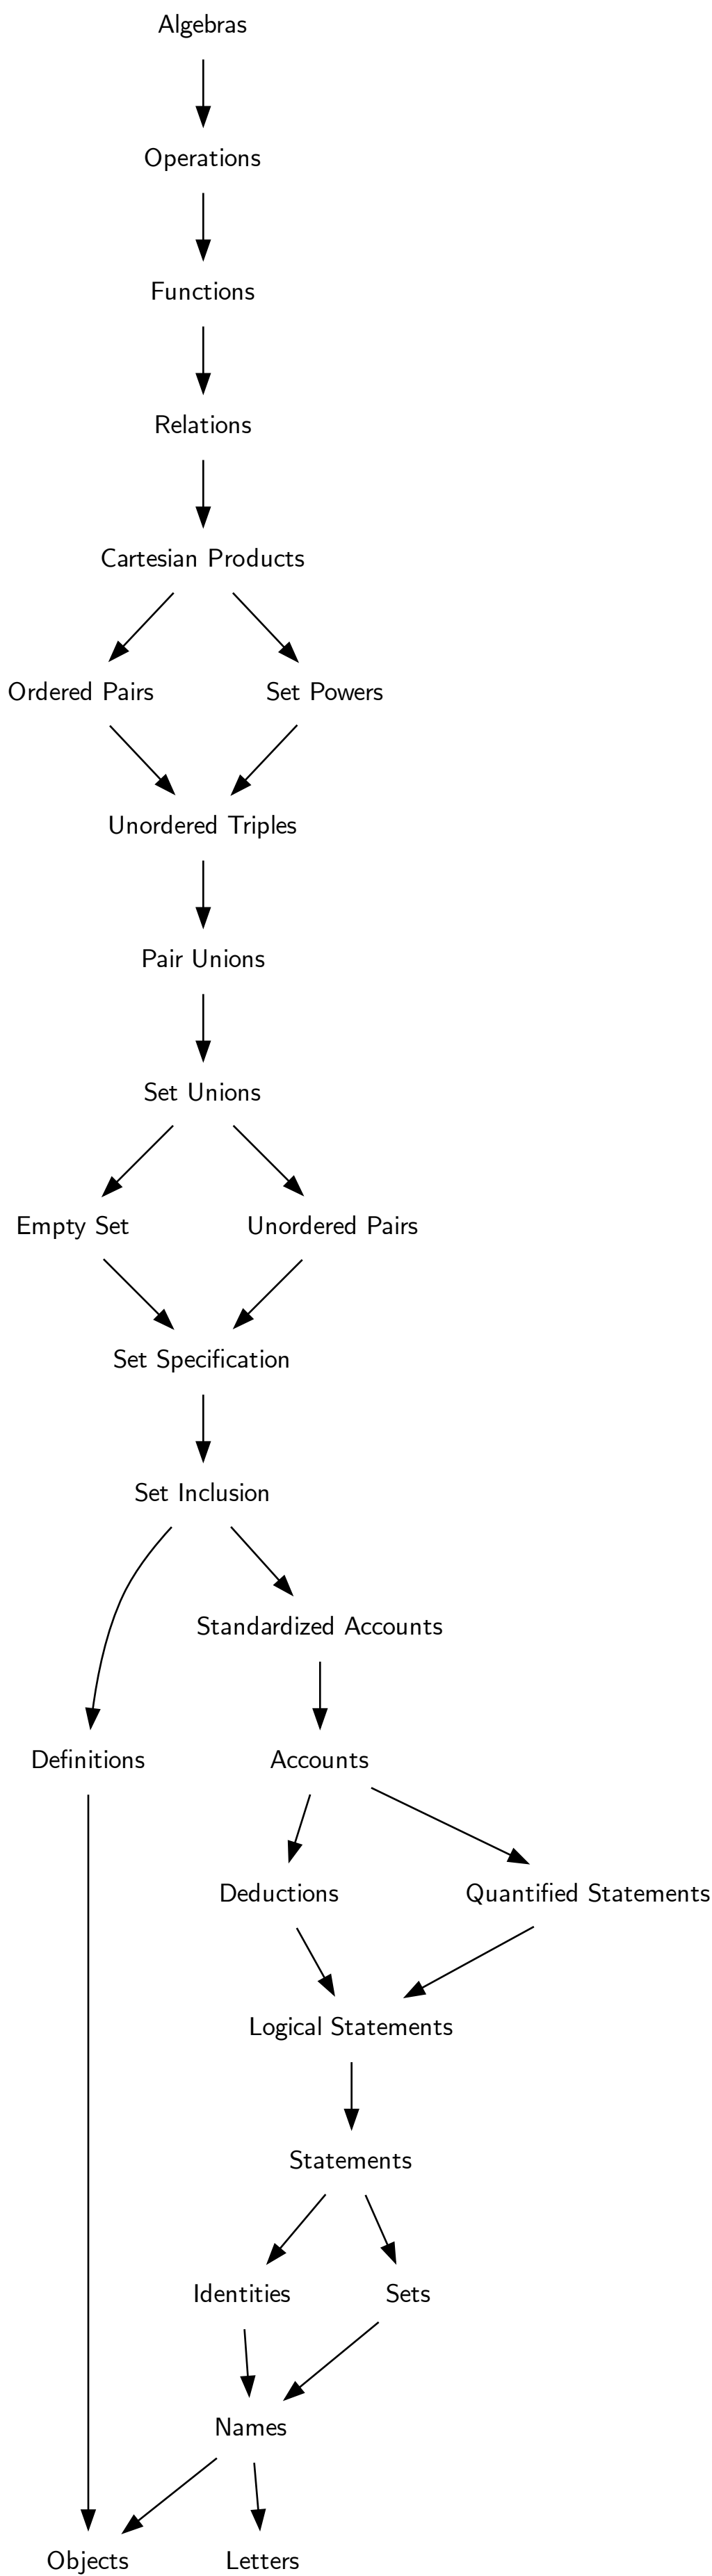 Algebras
Operations
Functions
Relations
Cartesian Products
Ordered Pairs
Set Powers
Unordered Triples
Pair Unions
Set Unions
Empty Set
Unordered Pairs
Set Specification
Set Inclusion
Standardized Accounts
Definitions
Accounts
Deductions
Quantified Statements
Logical Statements
Statements
Identities
Sets
Names
Objects
Letters